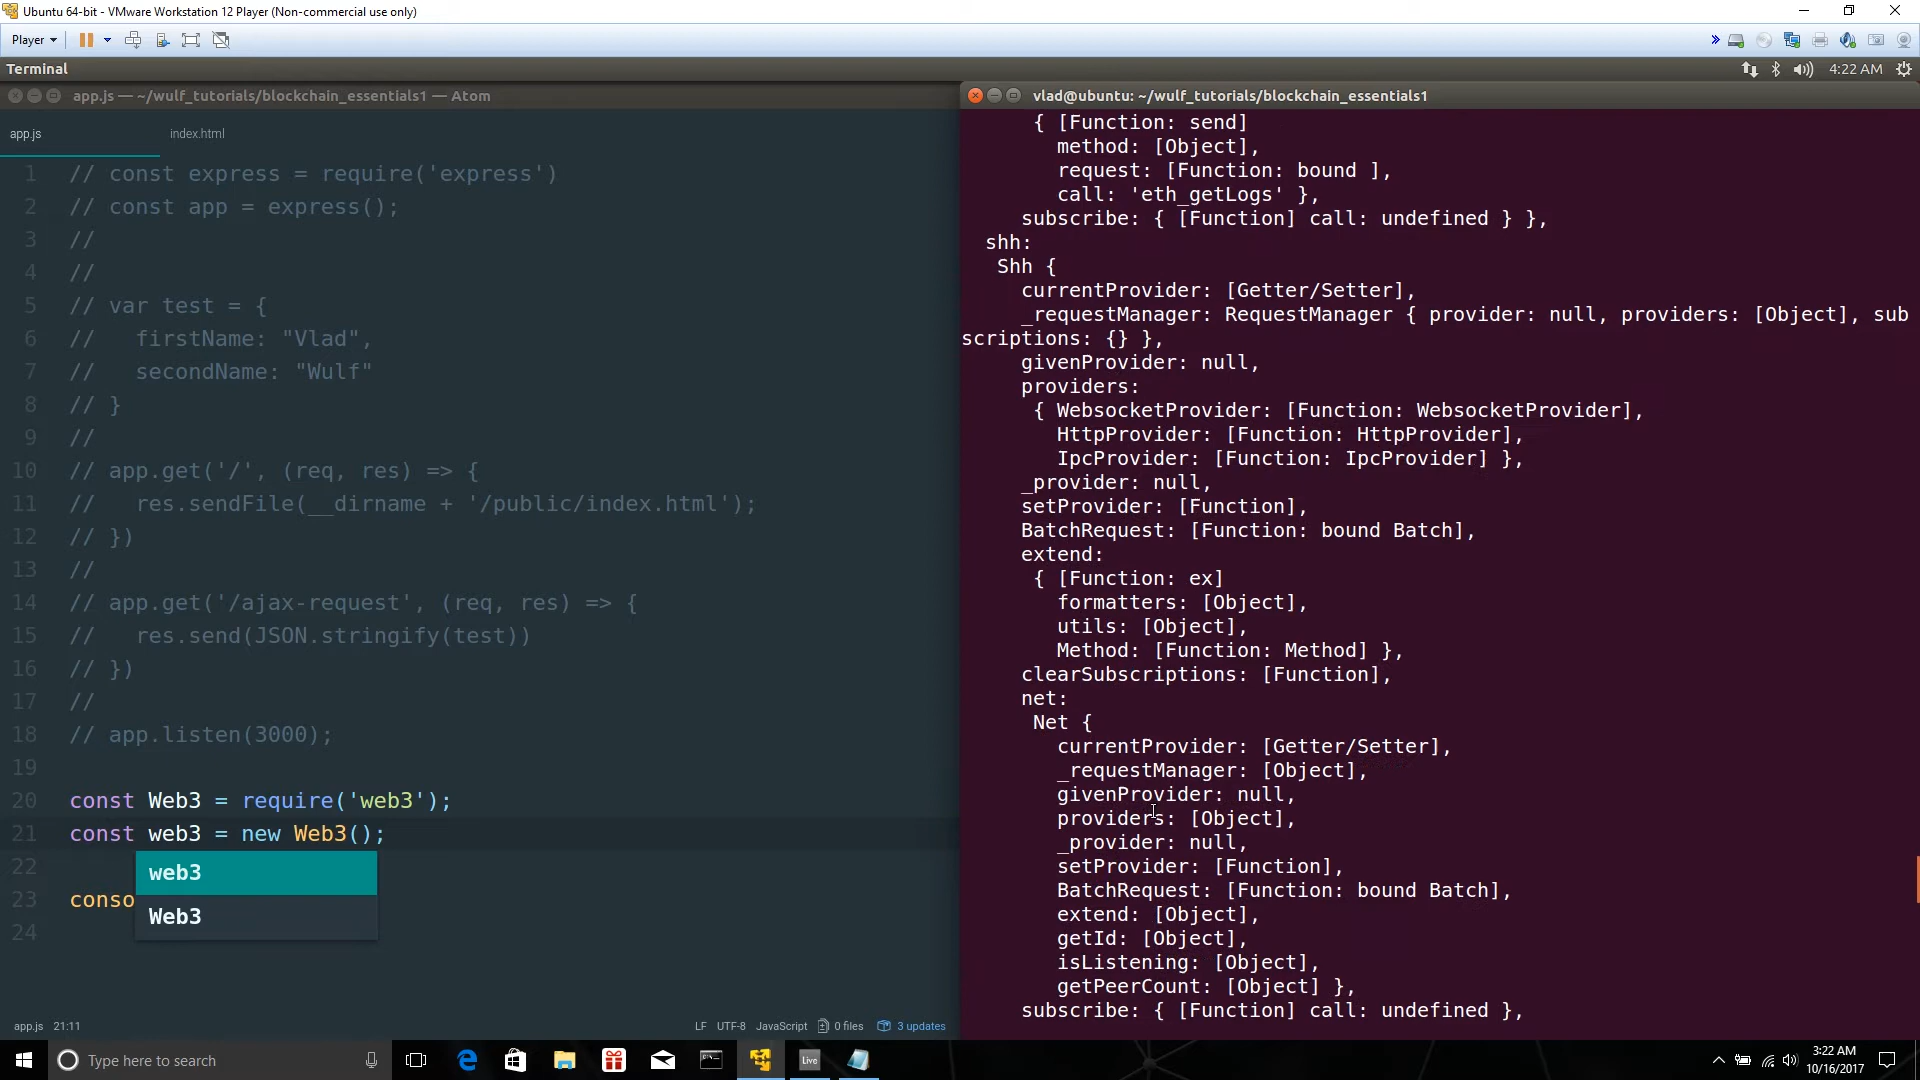 Ubuntu 64-bit - VMware Workstation 12 Player (Non-commercial use only)
Player
Terminal
4:22 AM
app.js — ~/wulf_tutorials/blockchain_essentials1 — Atom
app.js
index.html
1 // const express = require('express')
2 // const app = express();
3 //
4 //
5 // var test = {
6 //   firstName: "Vlad",
7 //   secondName: "Wulf"
8 // }
9 //
10 // app.get('/', (req, res) => {
11 //   res.sendFile(__dirname + '/public/index.html');
12 // })
13 //
14 // app.get('/ajax-request', (req, res) => {
15 //   res.send(JSON.stringify(test))
16 // })
17 //
18 // app.listen(3000);
19
20 const Web3 = require('web3');
21 const web3 = new Web3();
22
web3
23 conso
Web3
24
app.js 21:11
LF UTF-8 JavaScript 0 files 3 updates
vlad@ubuntu: ~/wulf_tutorials/blockchain_essentials1
{ [Function: send]
method: [Object],
request: [Function: bound ],
call: 'eth_getLogs' },
subscribe: { [Function] call: undefined } },
shh:
Shh {
currentProvider: [Getter/Setter],
_requestManager: RequestManager { provider: null, providers: [Object], sub
scriptions: {} },
givenProvider: null,
providers:
{ WebsocketProvider: [Function: WebsocketProvider],
HttpProvider: [Function: HttpProvider],
IpcProvider: [Function: IpcProvider] },
_provider: null,
setProvider: [Function],
BatchRequest: [Function: bound Batch],
extend:
{ [Function: ex]
formatters: [Object],
utils: [Object],
Method: [Function: Method] },
clearSubscriptions: [Function],
net:
Net {
currentProvider: [Getter/Setter],
_requestManager: [Object],
givenProvider: null,
providers: [Object],
_provider: null,
setProvider: [Function],
BatchRequest: [Function: bound Batch],
extend: [Object],
getId: [Object],
isListening: [Object],
getPeerCount: [Object] },
subscribe: { [Function] call: undefined },
Type here to search
Live
3:22 AM
10/16/2017